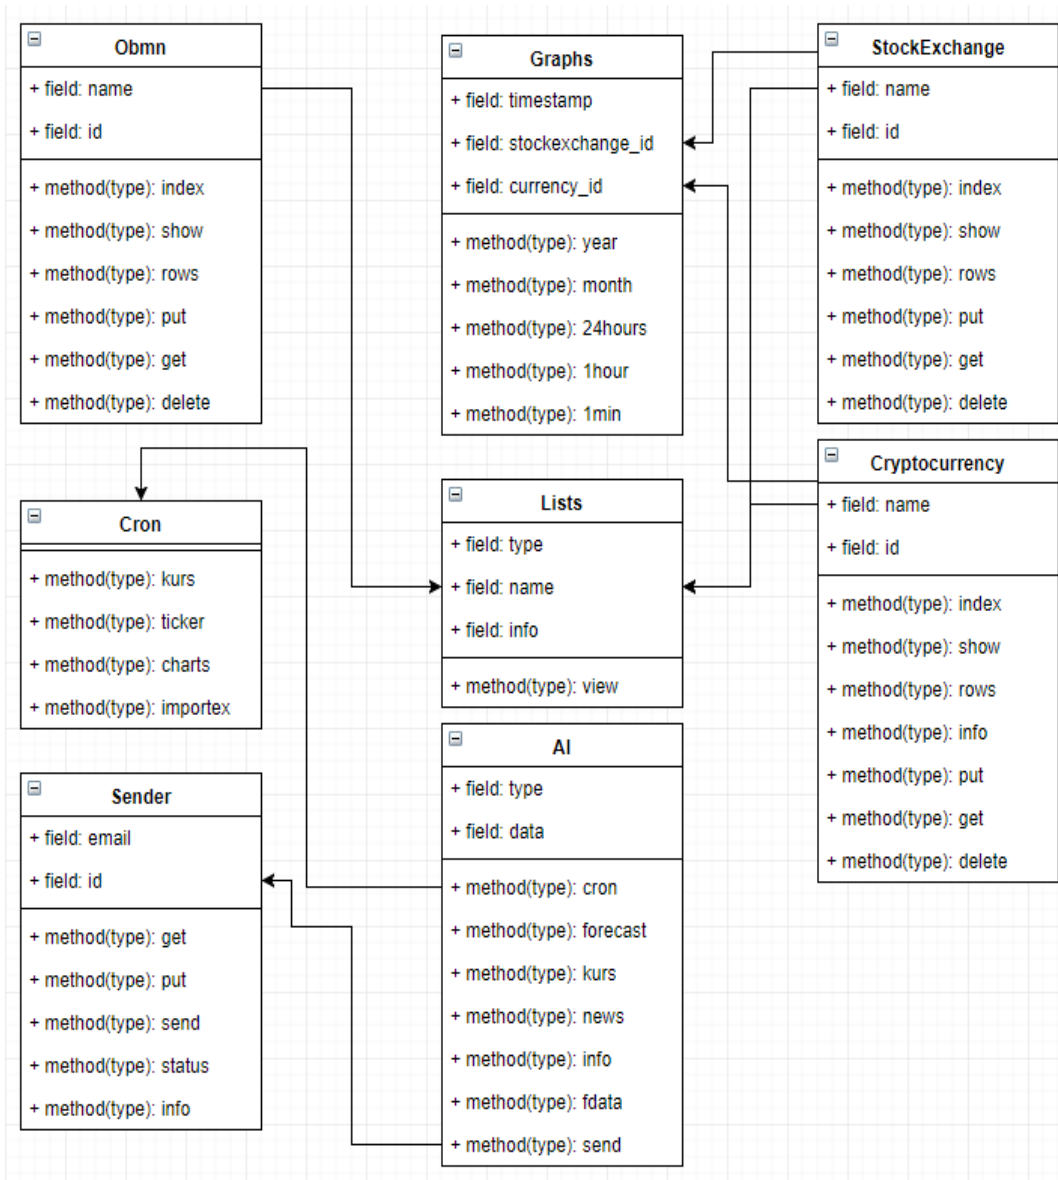 Obmn
+ field: name
+ field: id
+ method(type): index
+ method(type): show
+ method(type): rows
+ method(type): put
+ method(type): get
+ method(type): delete
Graphs
+ field: timestamp
+ field: stockexchange_id
+ field: currency_id
+ method(type): year
+ method(type): month
+ method(type): 24hours
+ method(type): 1hour
+ method(type): 1min
StockExchange
+ field: name
+ field: id
+ method(type): index
+ method(type): show
+ method(type): rows
+ method(type): put
+ method(type): get
+ method(type): delete
Cron
+ method(type): kurs
+ method(type): ticker
+ method(type): charts
+ method(type): importex
Lists
+ field: type
+ field: name
+ field: info
+ method(type): view
Cryptocurrency
+ field: name
+ field: id
+ method(type): index
+ method(type): show
+ method(type): rows
+ method(type): info
+ method(type): put
+ method(type): get
+ method(type): delete
Sender
+ field: email
+ field: id
+ method(type): get
+ method(type): put
+ method(type): send
+ method(type): status
+ method(type): info
AI
+ field: type
+ field: data
+ method(type): cron
+ method(type): forecast
+ method(type): kurs
+ method(type): news
+ method(type): info
+ method(type): fdata
+ method(type): send